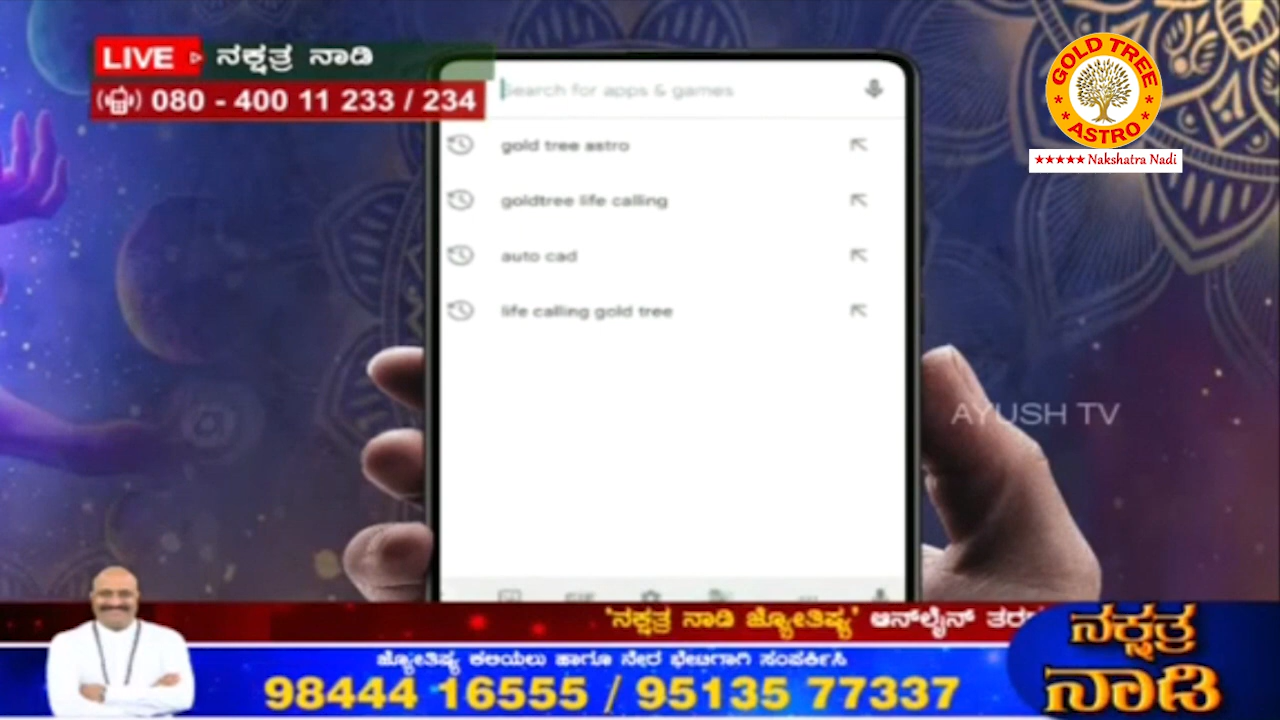 LIVE ನಕ್ಷತ್ರ ನಾಡಿ
080 - 400 11 233 / 234
GOLD TREE
ASTRO
★★★★★ Nakshatra Nadi
Search for apps & games
gold tree astro
goldtree life calling
auto cad
life calling gold tree
AYUSH TV
'ನಕ್ಷತ್ರ ನಾಡಿ ಜ್ಯೋತಿಷ್ಯ' ಆನ್‌ಲೈನ್
ಜ್ಯೋತಿಷ್ಯ ಕಲಿಯಲು ಹಾಗೂ ನೇರ ಭೇಟಿಗಾಗಿ ಸಂಪರ್ಕಿಸಿ
98444 16555 / 95135 77337
ನಕ್ಷತ್ರ
ನಾಡಿ